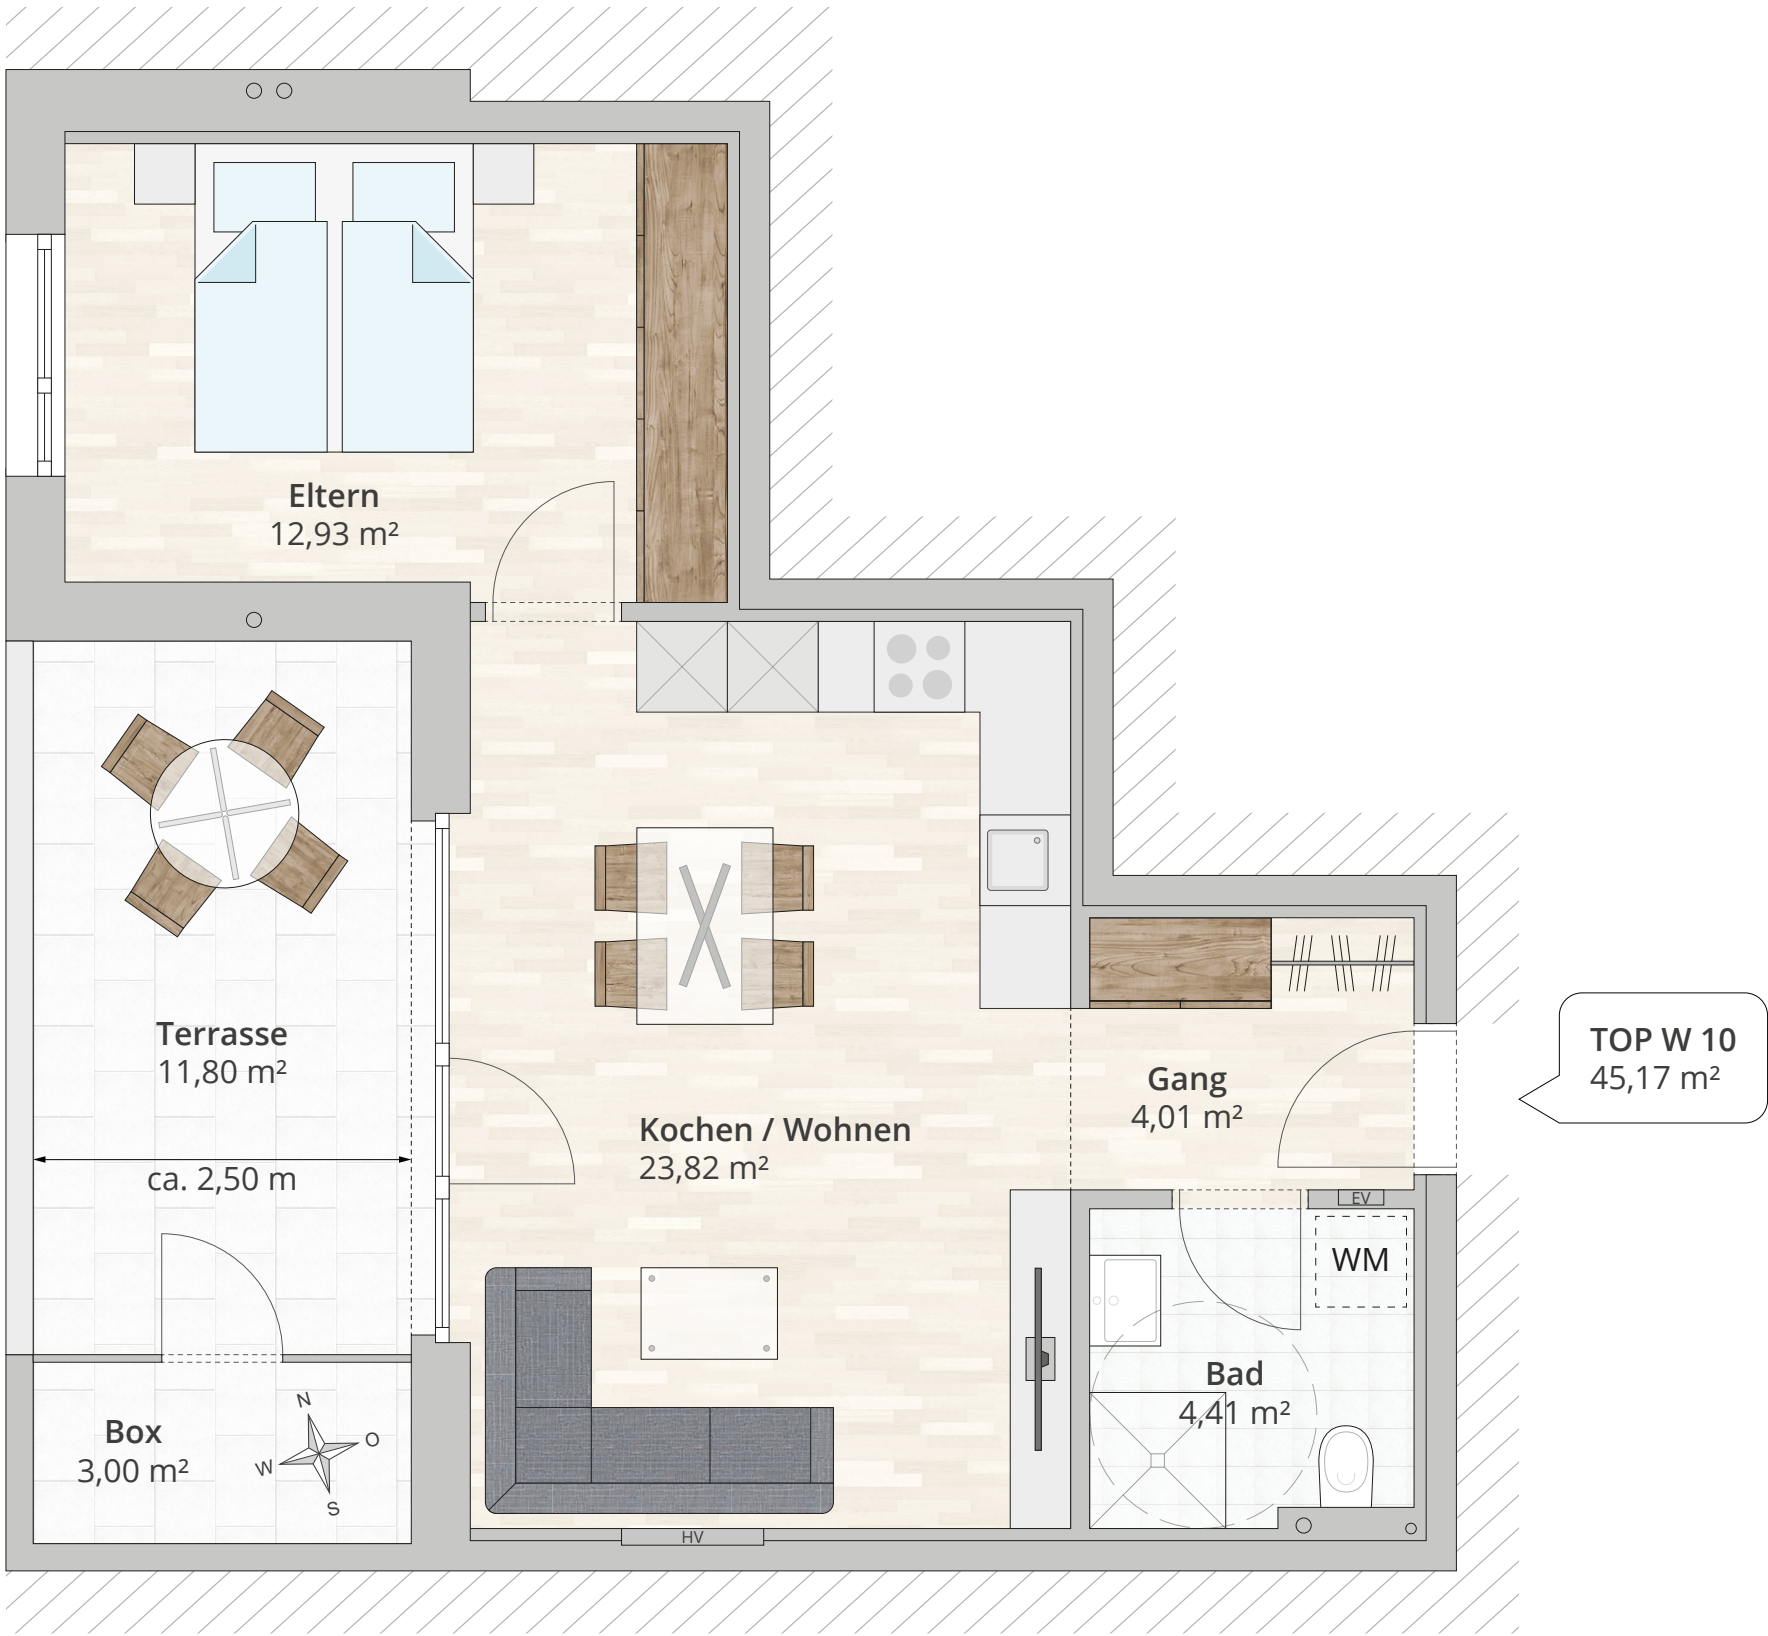 Eltern
12,93 m²
Terrasse
11,80 m²
ca. 2,50 m
Kochen / Wohnen
23,82 m²
Gang
4,01 m²
TOP W 10
45,17 m²
EV
WM
Bad
4,41 m²
Box
3,00 m²
N
O
W
S
HV